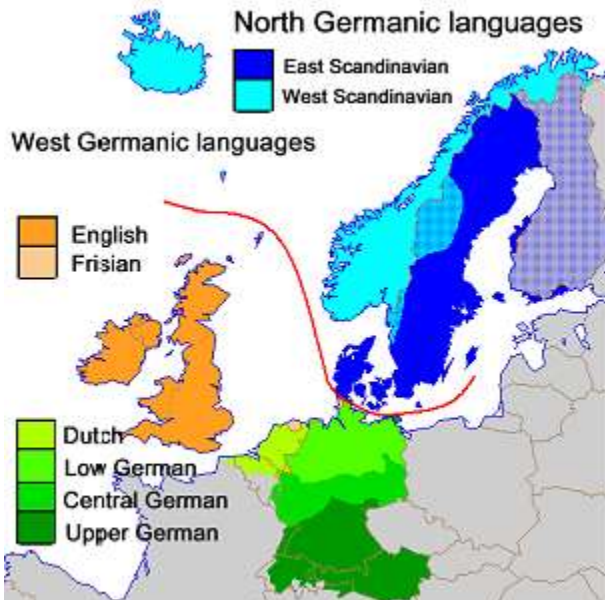 North Germanic languages
East Scandinavian
West Scandinavian
West Germanic languages
English
Frisian
Dutch
Low German
Central German
Upper German